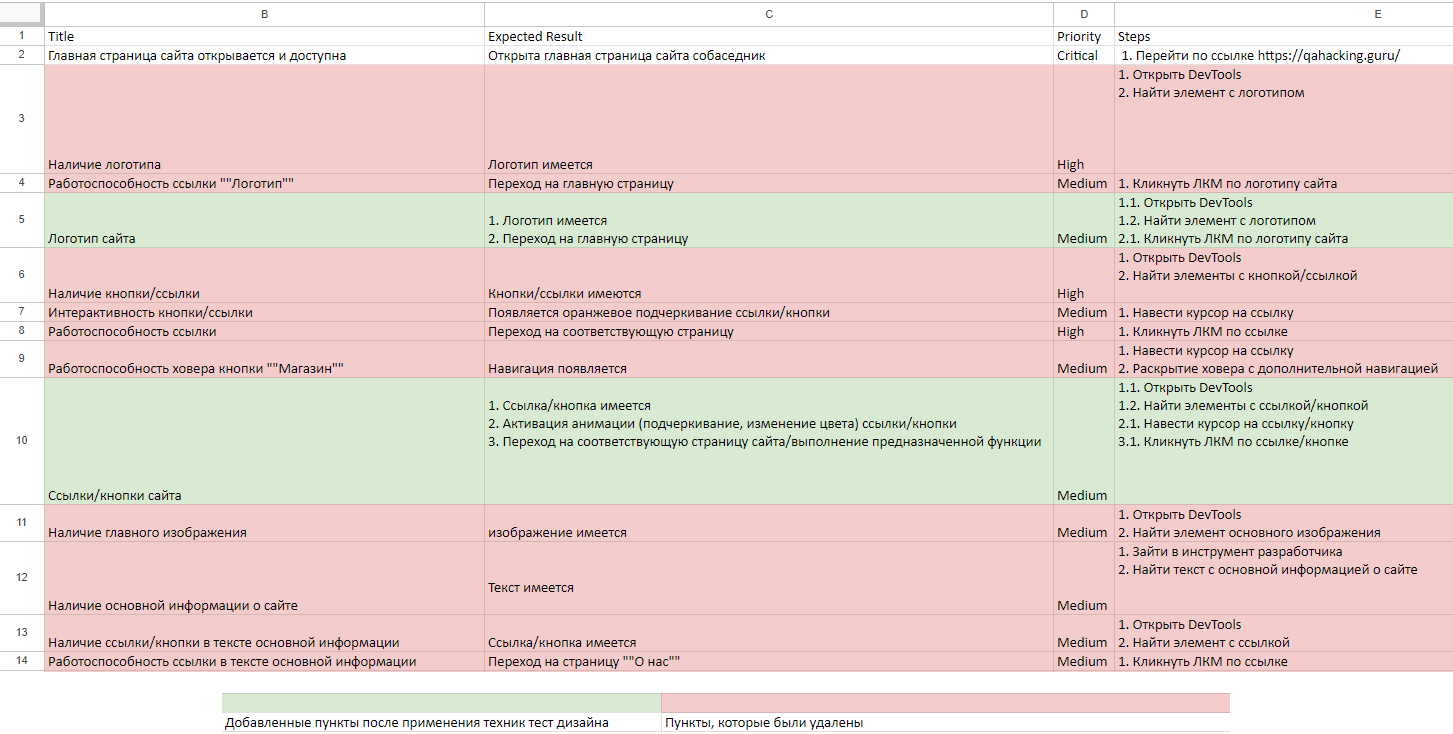 B C D E
1 Title Expected Result Priority Steps
2 Главная страница сайта открывается и доступна Открыта главная страница сайта собаседник Critical 1. Перейти по ссылке https://qahacking.guru/
1. Открыть DevTools
2. Найти элемент с логотипом
3
Наличие логотипа Логотип имеется High
4 Работоспособность ссылки ""Логотип"" Переход на главную страницу Medium 1. Кликнуть ЛКМ по логотипу сайта
1.1. Открыть DevTools
5 1. Логотип имеется 1.2. Найти элемент с логотипом
Логотип сайта 2. Переход на главную страницу Medium 2.1. Кликнуть ЛКМ по логотипу сайта
1. Открыть DevTools
6 2. Найти элементы с кнопкой/ссылкой
Наличие кнопки/ссылки Кнопки/ссылки имеются High
7 Интерактивность кнопки/ссылки Появляется оранжевое подчеркивание ссылки/кнопки Medium 1. Навести курсор на ссылку
8 Работоспособность ссылки Переход на соответствующую страницу High 1. Кликнуть ЛКМ по ссылке
9 1. Навести курсор на ссылку
Работоспособность ховера кнопки ""Магазин"" Навигация появляется Medium 2. Раскрытие ховера с дополнительной навигацией
1.1. Открыть DevTools
1. Ссылка/кнопка имеется 1.2. Найти элементы с ссылкой/кнопкой
2. Активация анимации (подчеркивание, изменение цвета) ссылки/кнопки 2.1. Навести курсор на ссылку/кнопку
10 3. Переход на соответствующую страницу сайта/выполнение предназначенной функции 3.1. Кликнуть ЛКМ по ссылке/кнопке
Ссылки/кнопки сайта Medium
11 1. Открыть DevTools
Наличие главного изображения изображение имеется Medium 2. Найти элемент основного изображения
1. Зайти в инструмент разработчика
12 2. Найти текст с основной информацией о сайте
Текст имеется
Наличие основной информации о сайте Medium
13 1. Открыть DevTools
Наличие ссылки/кнопки в тексте основной информации Ссылка/кнопка имеется Medium 2. Найти элемент с ссылкой
14 Работоспособность ссылки в тексте основной информации Переход на страницу ""О нас"" Medium 1. Кликнуть ЛКМ по ссылке
Добавленные пункты после применения техник тест дизайна Пункты, которые были удалены